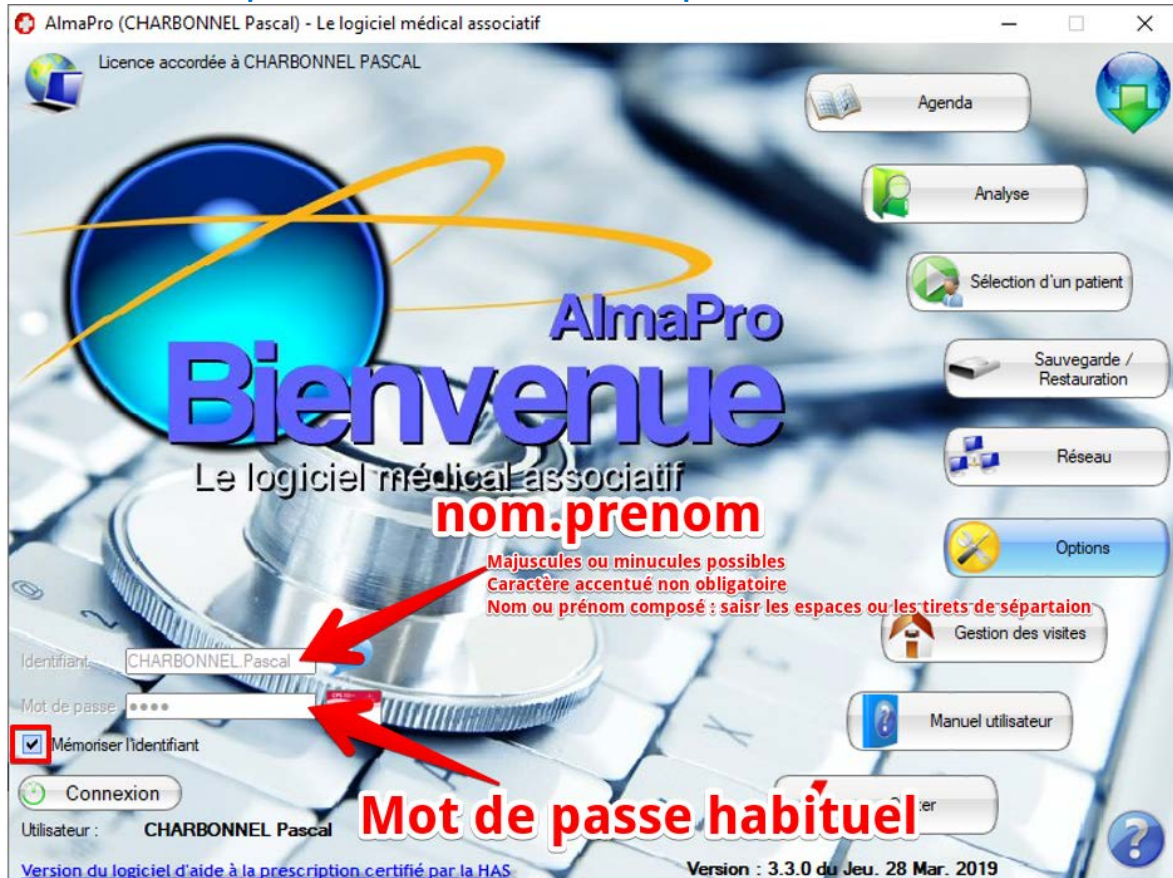 AlmaPro (CHARBONNEL Pascal) - Le logiciel médical associatif
Licence accordée à CHARBONNEL PASCAL
Agenda
Analyse
Sélection d'un patient
Sauvegarde /
Restauration
Réseau
Options
Gestion des visites
Manuel utilisateur
AlmaPro
Bienvenue
Le logiciel médical associatif
nom.prenom
Majuscules ou minucules possibles
Caractère accentué non obligatoire
Nom ou prénom composé : saisr les espaces ou les tirets de sépartaion
Identifiant CHARBONNEL.Pascal
Mot de passe ••••
Mémoriser l'identifiant
Connexion
Mot de passe habituel
Utilisateur : CHARBONNEL Pascal
Version du logiciel d'aide à la prescription certifié par la HAS
Version : 3.3.0 du Jeu. 28 Mar. 2019